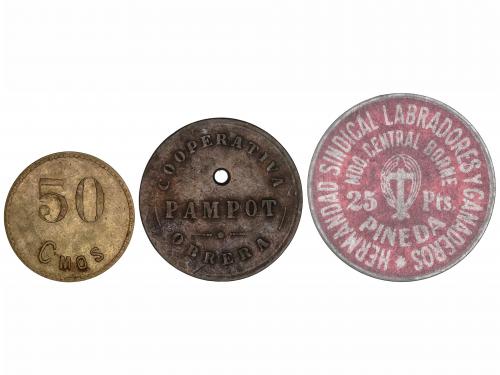 50
CMOS
COOPERATIVA
PAMPOT
OBRERA
HERMANDAD SINDICAL LABRADORES Y GANADEROS
MDO CENTRAL BORNE
25 Pts.
PINEDA